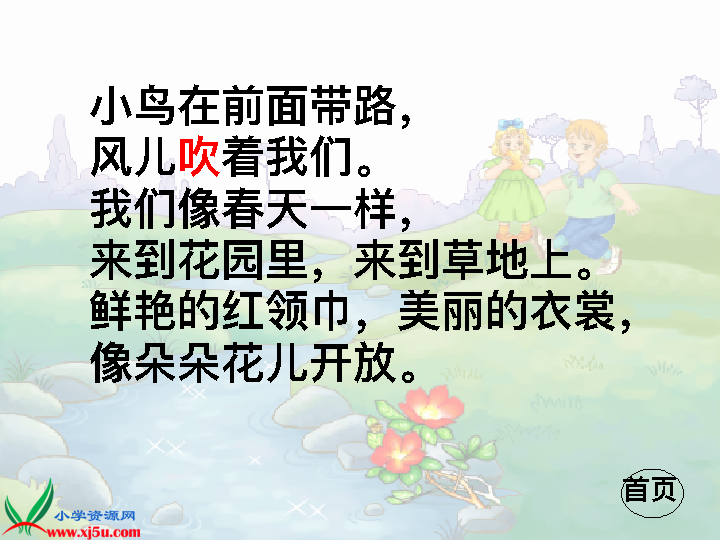 小鸟在前面带路，
风儿吹着我们。
我们像春天一样，
来到花园里，来到草地上。
鲜艳的红领巾，美丽的衣裳，
像朵朵花儿开放。
首页
小学资源网
www.xj5u.com